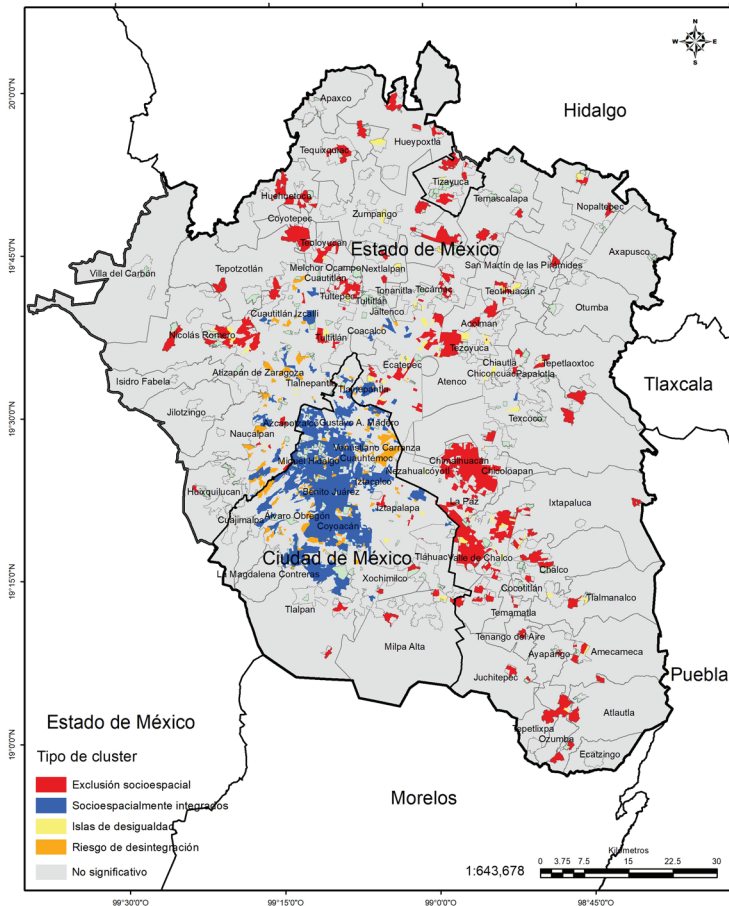 N
W E
S
20°0'0"N
Apaxco
Hidalgo
Hueypoxtla
Tequixquiac
Tizayuca
Huehuetoca
Temascalapa
Nopaltepec
Zumpango
Coyotepec
Teoloyucan
Estado de México
Axapusco
19°45'0"N
Villa del Carbón
Tepotzotlán
Melchor Ocampo
Nextlalpan
San Martín de las Pirámides
Cuautitlán
Tonanitla
Tecámac
Teotihuacán
Tultepec
Tultitlán
Otumba
Jaltenco
Cuautitlán Izcalli
Acolman
Nicolás Romero
Tultitlán
Coacalco
Tezoyuca
Ecatepec
Chiautla
Tepetlaoxtoc
Atizapán de Zaragoza
Chiconcuac
Papalotla
Isidro Fabela
Tlalnepantla
Tlalnepantla
Atenco
Tlaxcala
Jilotzingo
Texcoco
19°30'0"N
Azcapotzalco
Gustavo A. Madero
Naucalpan
Venustiano Carranza
Miguel Hidalgo
Cuauhtémoc
Chimalhuacán
Nezahualcóyotl
Chicoloapan
Huixquilucan
Benito Juárez
Iztacalco
La Paz
Ixtapaluca
Iztapalapa
Cuajimalpa
Álvaro Obregón
Coyoacán
Ciudad de México
Tláhuac
Valle de Chalco
Chalco
19°15'0"N
La Magdalena Contreras
Xochimilco
Cocotitlán
Tlalmanalco
Tlalpan
Temamatla
Tenango del Aire
Milpa Alta
Ayapango
Amecameca
Juchitepec
Puebla
Atlautla
Estado de México
Tepetlixpa
Ozumba
19°0'0"N
Ecatzingo
Tipo de cluster
Exclusión socioespacial
Socioespacialmente integrados
Islas de desigualdad
Riesgo de desintegración
No significativo
Morelos
Kilometros
1:643,678
0 3.75 7.5 15 22.5 30
99°30'0"O 99°15'0"O 99°0'0"O 98°45'0"O